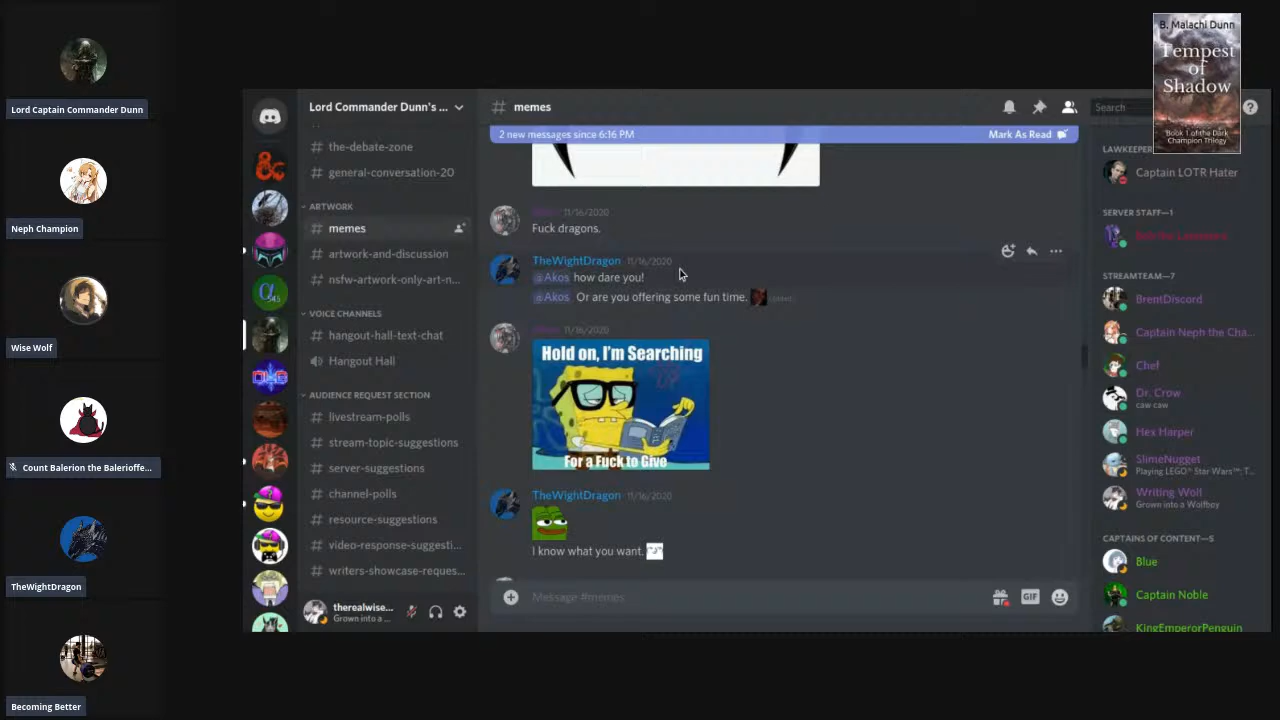 Lord Captain Commander Dunn
Neph Champion
Wise Wolf
Count Balerion the Balerioffe...
TheWightDragon
Becoming Better
Lord Commander Dunn's ...
the-debate-zone
general-conversation-20
ARTWORK
memes
artwork-and-discussion
nsfw-artwork-only-art-n...
VOICE CHANNELS
hangout-hall-text-chat
Hangout Hall
AUDIENCE REQUEST SECTION
livestream-polls
stream-topic-suggestions
server-suggestions
channel-polls
resource-suggestions
video-response-suggesti...
writers-showcase-reques...
therealwise...
Grown into a ...
# memes
Search
2 new messages since 6:16 PM
Mark As Read
11/16/2020
Fuck dragons.
TheWightDragon 11/16/2020
@Akos how dare you!
@Akos Or are you offering some fun time.
11/16/2020
Hold on, I'm Searching
For a Fuck to Give
TheWightDragon 11/16/2020
I know what you want.
Message #memes
GIF
B. Malachi Dunn
Tempest
of
Shadow
Book 1 of the Dark
Champion Trilogy
LAWKEEPER
Captain LOTR Hater
SERVER STAFF—1
STREAMTEAM—7
BrentDiscord
Captain Neph the Cha...
Chef
Dr. Crow
caw caw
Hex Harper
SlimeNugget
Playing LEGO® Star Wars™: T...
Writing Wolf
Grown into a Wolfboy
CAPTAINS OF CONTENT—5
Blue
Captain Noble
KingEmperorPenguin